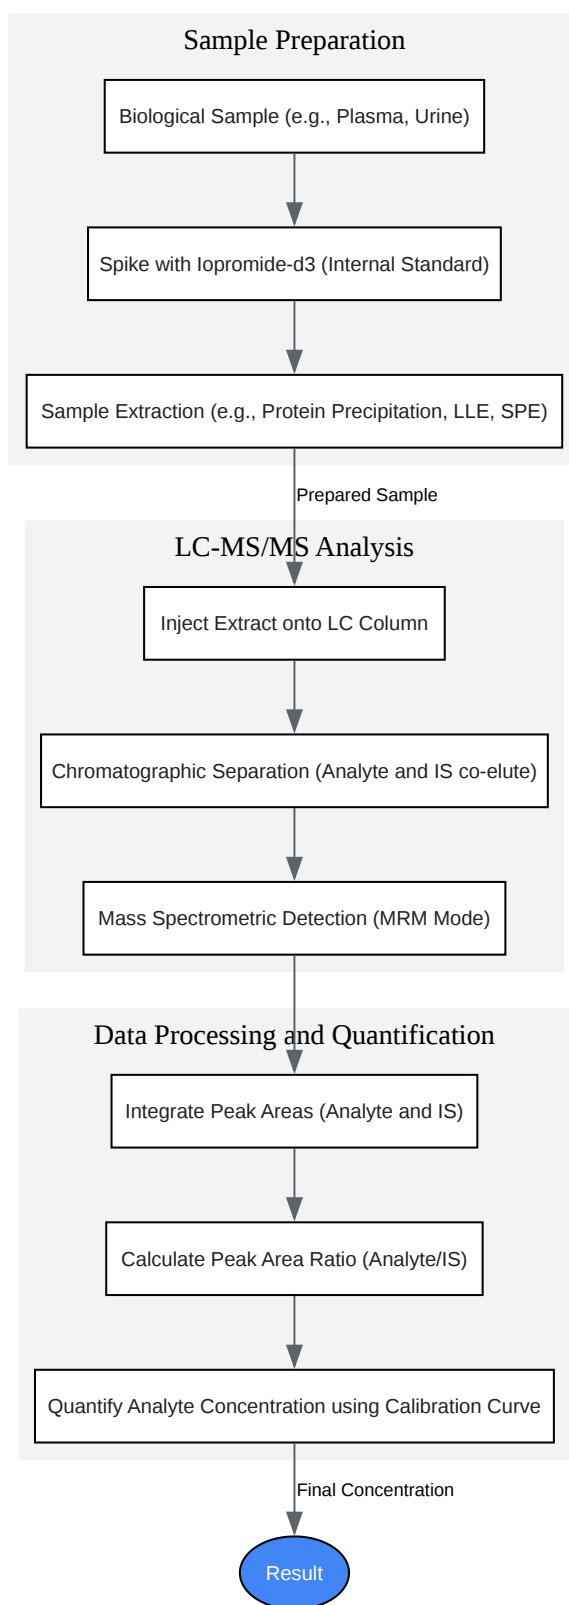 Sample Preparation
Biological Sample (e.g., Plasma, Urine)
Spike with Iopromide-d3 (Internal Standard)
Sample Extraction (e.g., Protein Precipitation, LLE, SPE)
Prepared Sample
LC-MS/MS Analysis
Inject Extract onto LC Column
Chromatographic Separation (Analyte and IS co-elute)
Mass Spectrometric Detection (MRM Mode)
Data Processing and Quantification
Integrate Peak Areas (Analyte and IS)
Calculate Peak Area Ratio (Analyte/IS)
Quantify Analyte Concentration using Calibration Curve
Final Concentration
Result